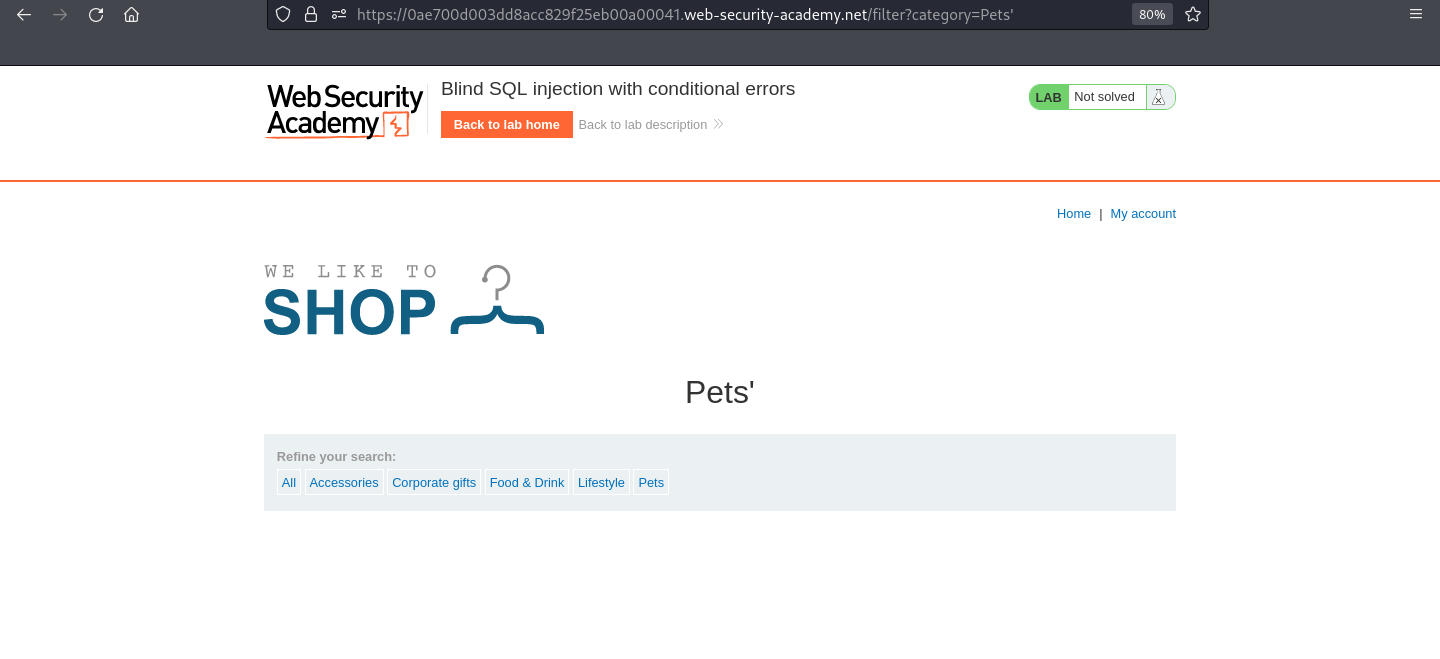 https://0ae700d003dd8acc829f25eb00a00041.web-security-academy.net/filter?category=Pets' 80%
WebSecurity
Academy
Blind SQL injection with conditional errors
Back to lab home Back to lab description
LAB Not solved
Home | My account
WE LIKE TO
SHOP
Pets'
Refine your search:
All Accessories Corporate gifts Food & Drink Lifestyle Pets